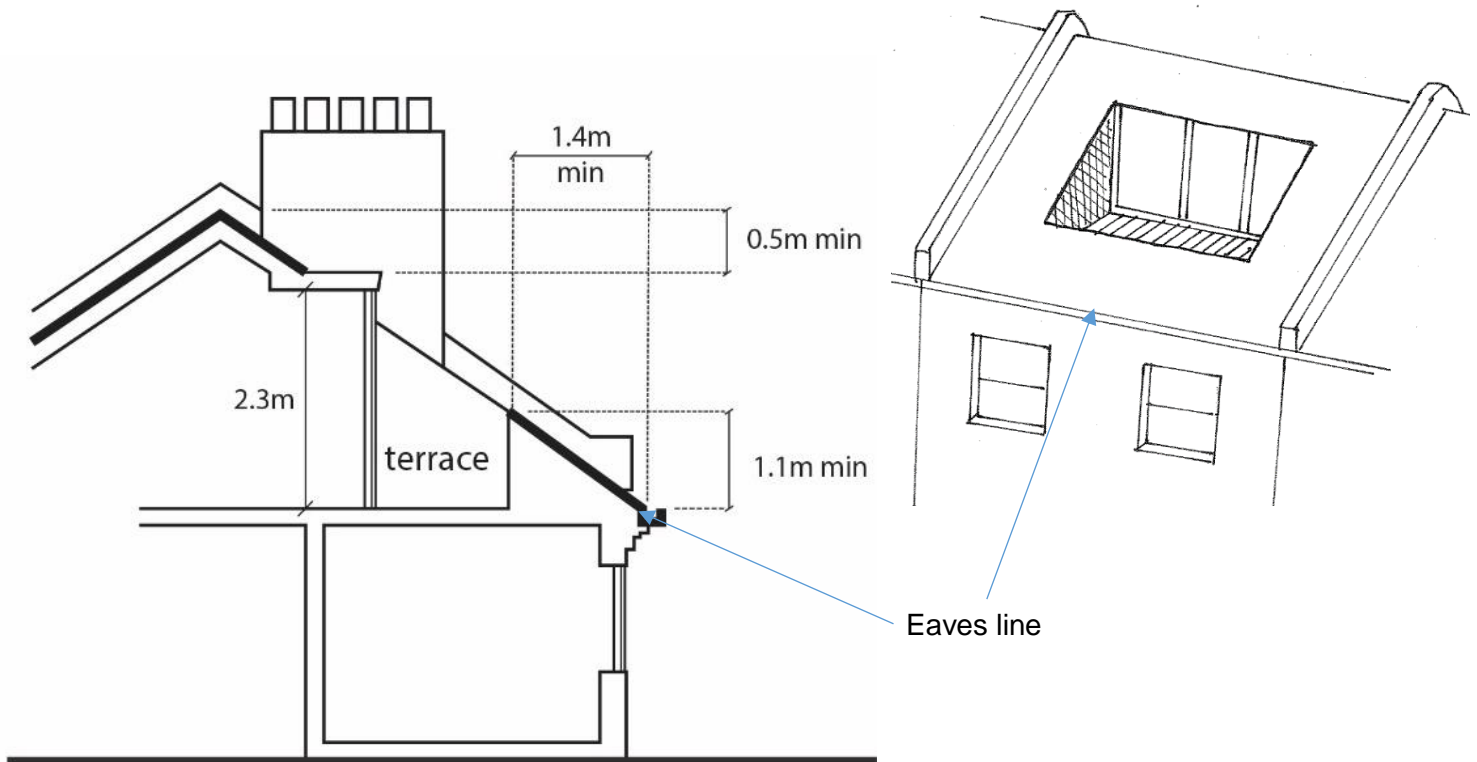 1.4m
min
0.5m min
2.3m
terrace
1.1m min
Eaves line